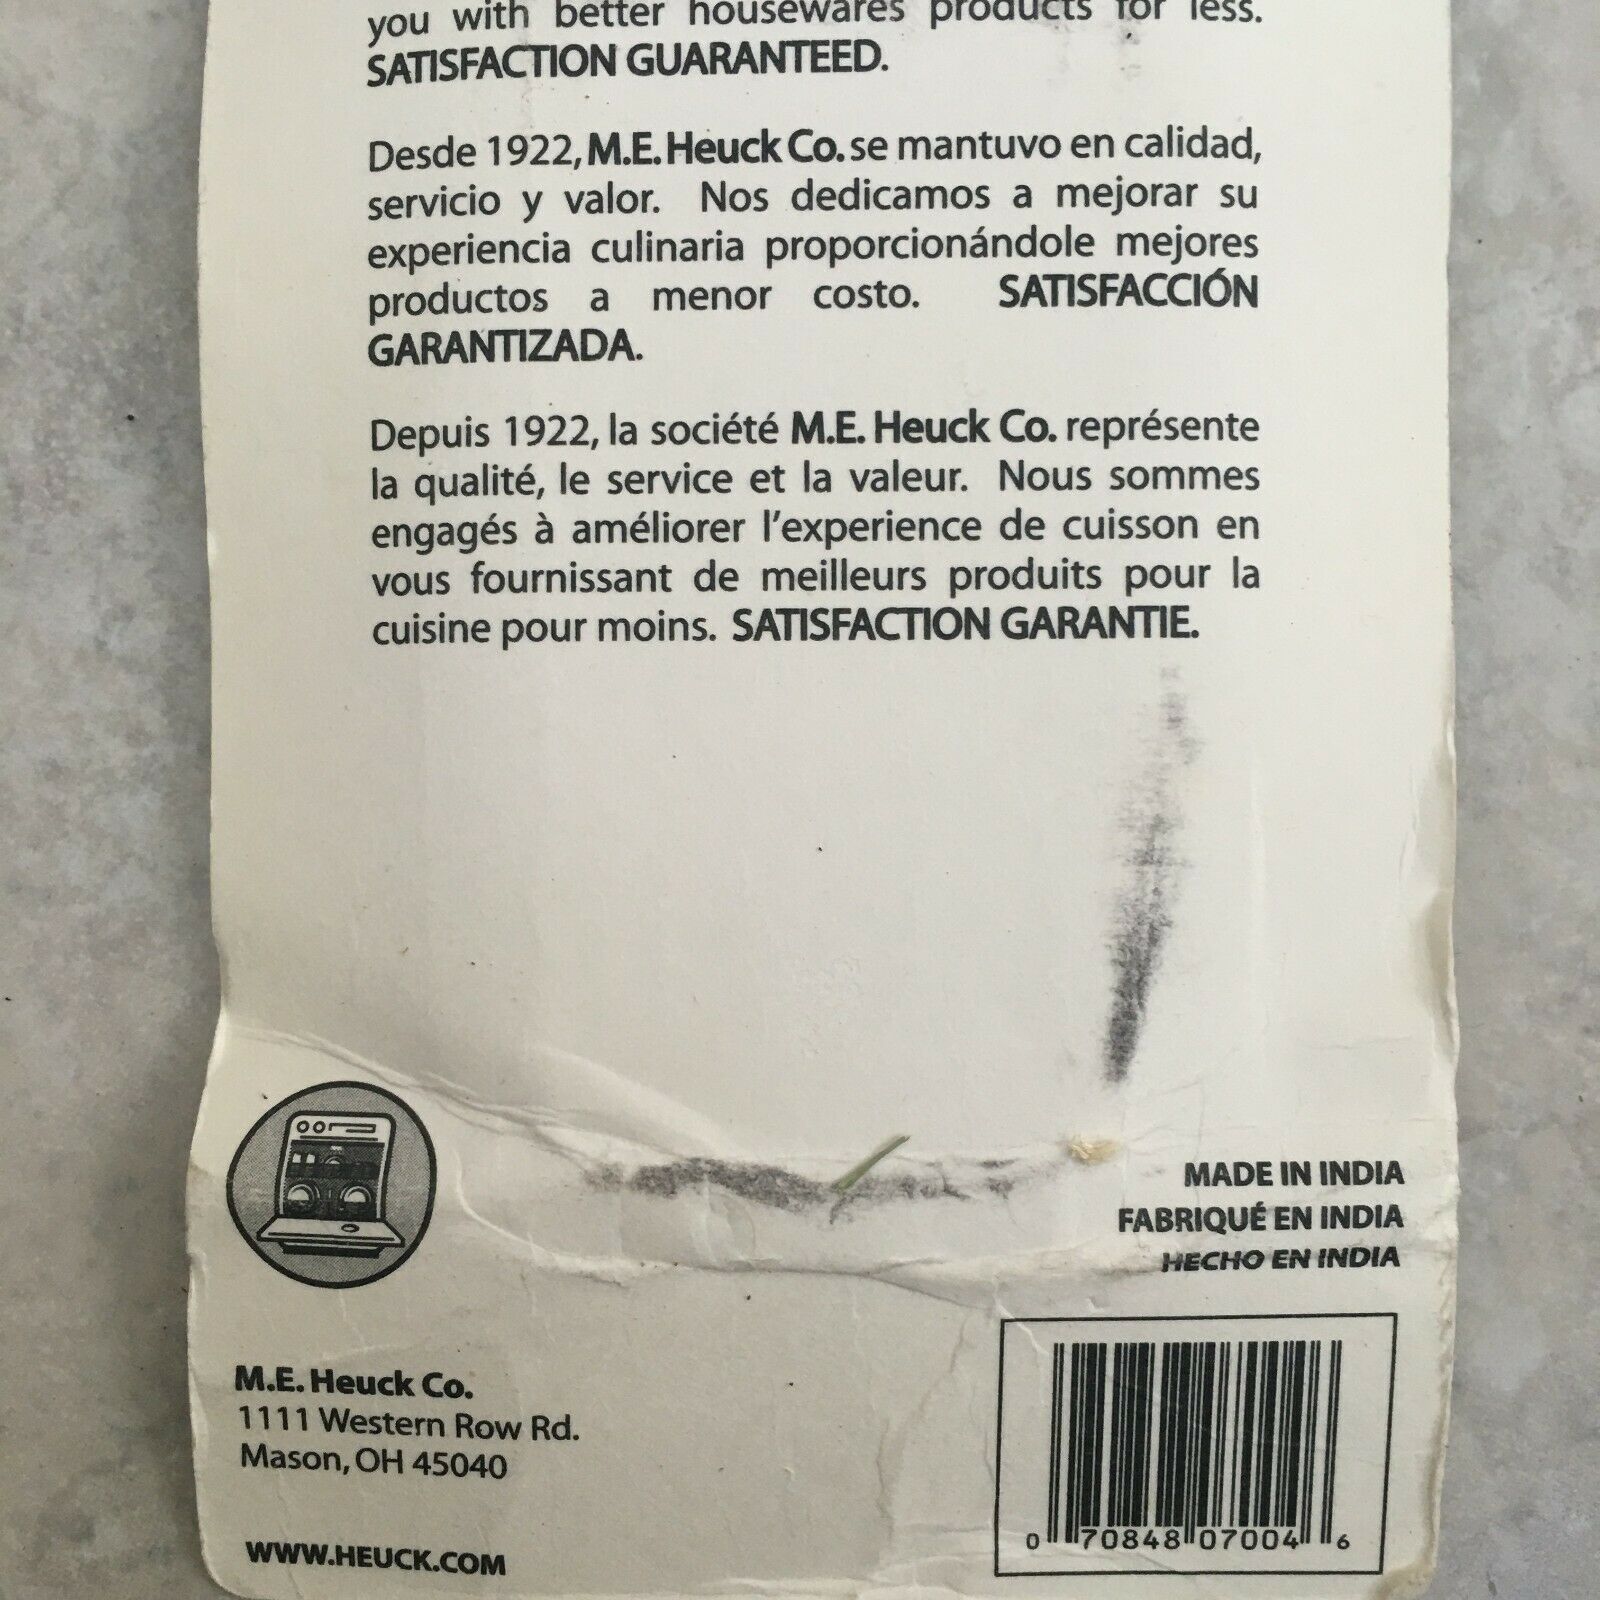 you with better housewares products for less.
SATISFACTION GUARANTEED.
Desde 1922, M.E. Heuck Co. se mantuvo en calidad,
servicio y valor. Nos dedicamos a mejorar su
experiencia culinaria proporcionándole mejores
productos a menor costo. SATISFACCIÓN
GARANTIZADA.
Depuis 1922, la société M.E. Heuck Co. représente
la qualité, le service et la valeur. Nous sommes
engagés à améliorer l'experience de cuisson en
vous fournissant de meilleurs produits pour la
cuisine pour moins. SATISFACTION GARANTIE.
MADE IN INDIA
FABRIQUÉ EN INDIA
HECHO EN INDIA
M.E. Heuck Co.
1111 Western Row Rd.
Mason, OH 45040
WWW.HEUCK.COM
0 70848 07004 6